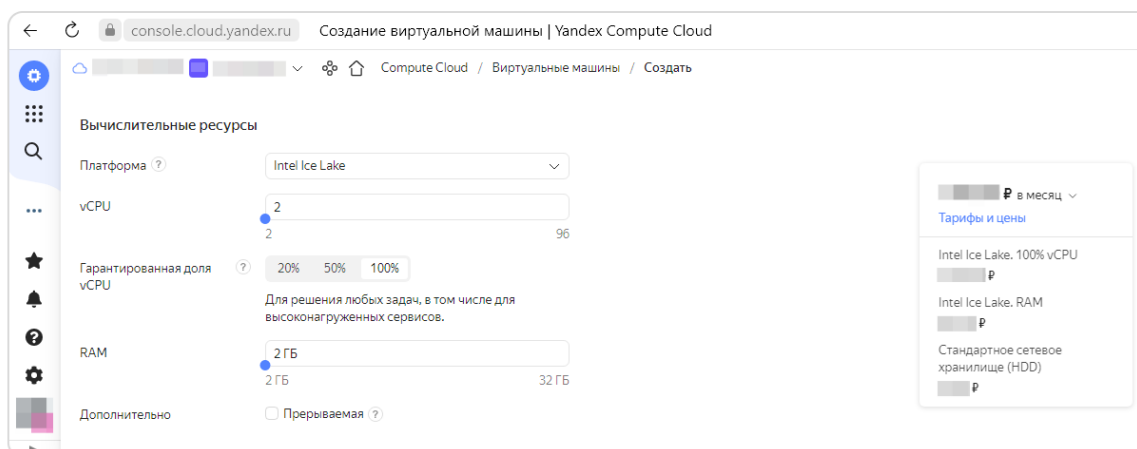 console.cloud.yandex.ru Создание виртуальной машины | Yandex Compute Cloud
Compute Cloud / Виртуальные машины / Создать
Вычислительные ресурсы
Платформа ? Intel Ice Lake
vCPU 2
2 96
Гарантированная доля vCPU ? 20% 50% 100%
Для решения любых задач, в том числе для
высоконагруженных сервисов.
RAM 2 ГБ
2 ГБ 32 ГБ
Дополнительно Прерываемая ?
₽ в месяц
Тарифы и цены
Intel Ice Lake. 100% vCPU
₽
Intel Ice Lake. RAM
₽
Стандартное сетевое
хранилище (HDD)
₽